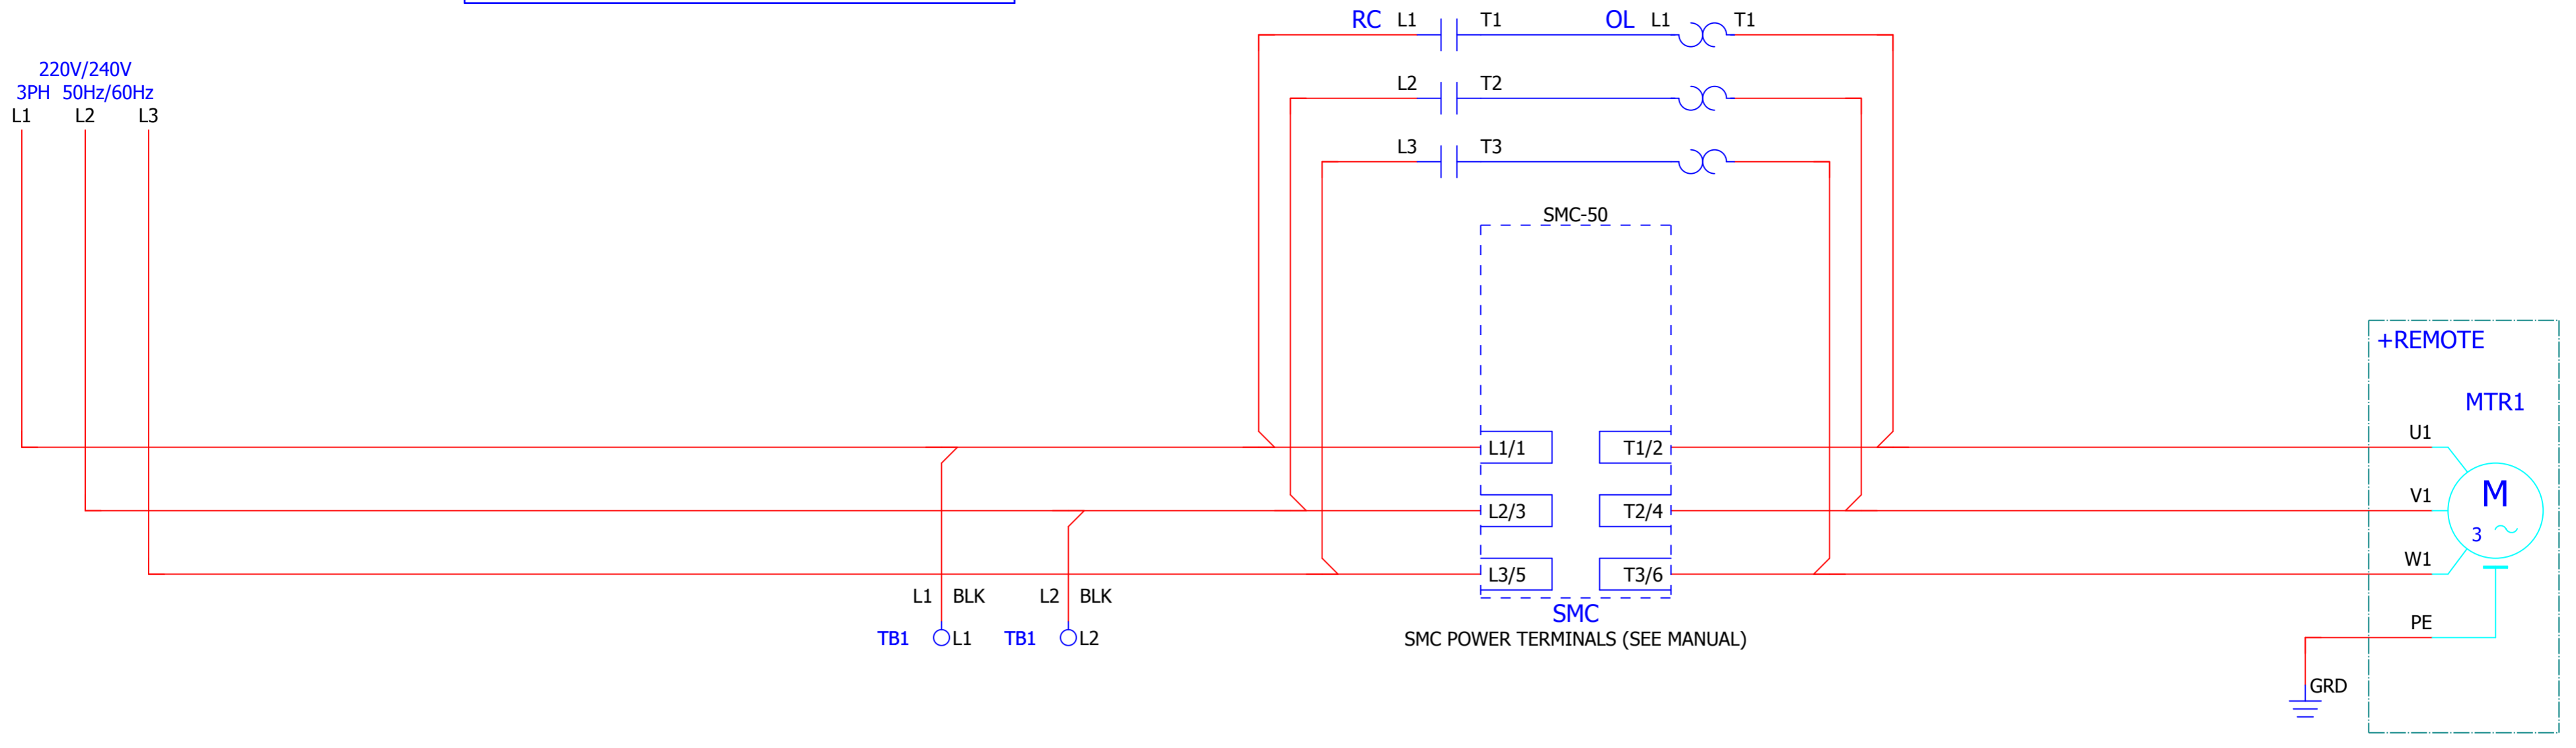 RC L1 T1 OL L1 T1
220V/240V
3PH 50Hz/60Hz
L1 L2 L3
L2 T2
L3 T3
SMC-50
+REMOTE
MTR1
L1/1 T1/2 U1
L2/3 T2/4 V1
M
3
L3/5 T3/6 W1
L1 BLK L2 BLK
SMC
TB1 L1 TB1 L2
SMC POWER TERMINALS (SEE MANUAL)
PE
GRD